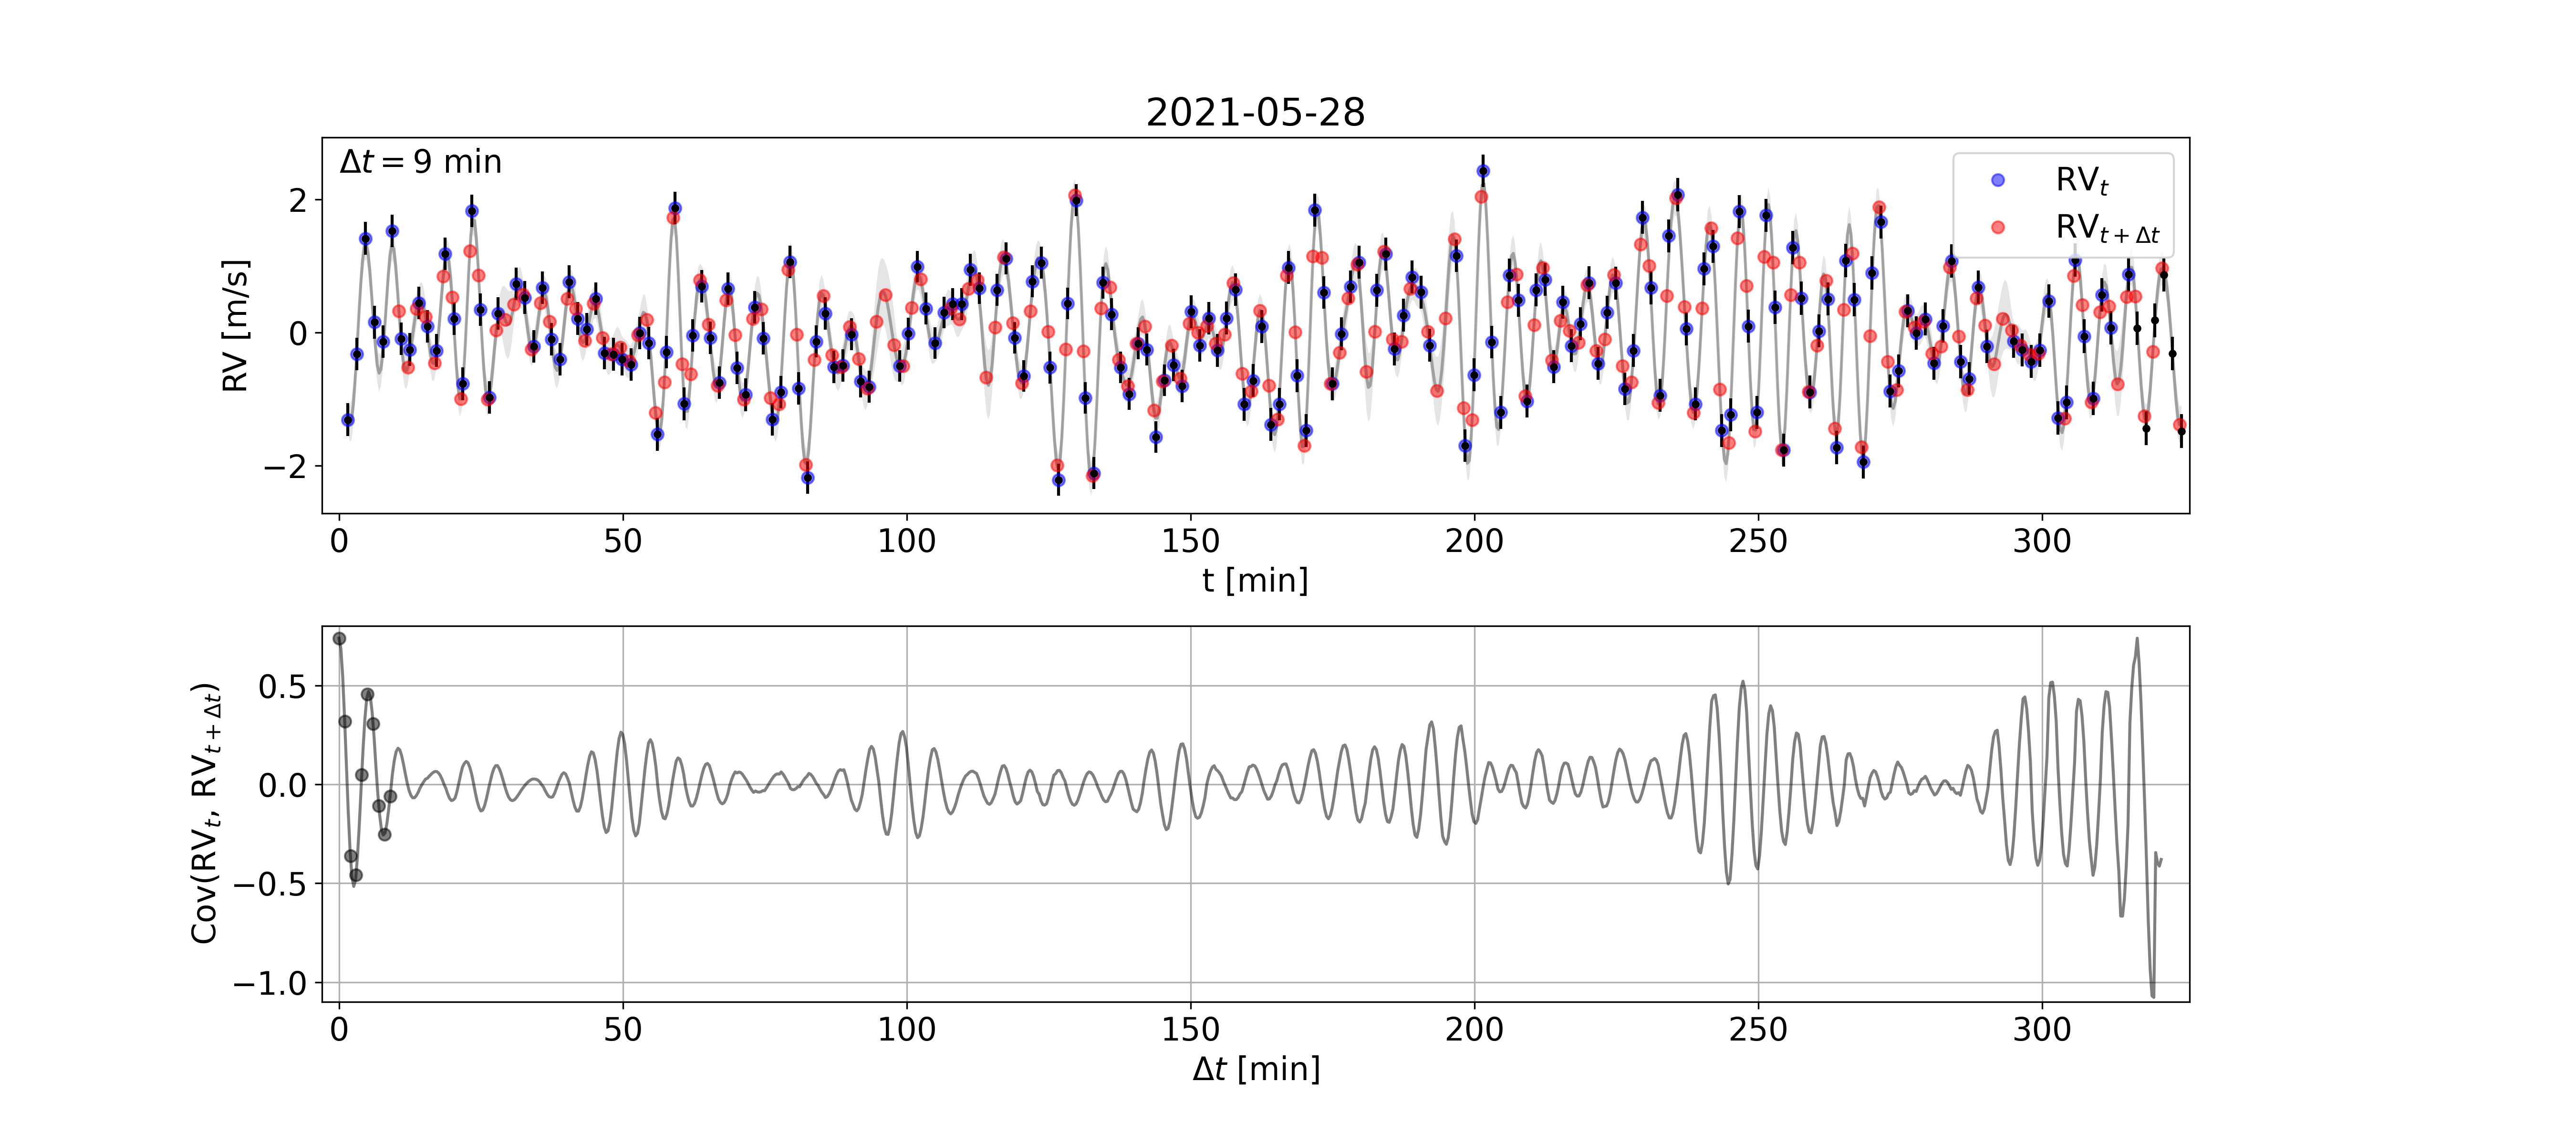 2021-05-28
Δt = 9 min
RV_t
RV_{t+Δt}
RV [m/s]
2
0
−2
0 50 100 150 200 250 300
t [min]
Cov(RV_t, RV_{t+Δt})
0.5
0.0
−0.5
−1.0
0 50 100 150 200 250 300
Δt [min]